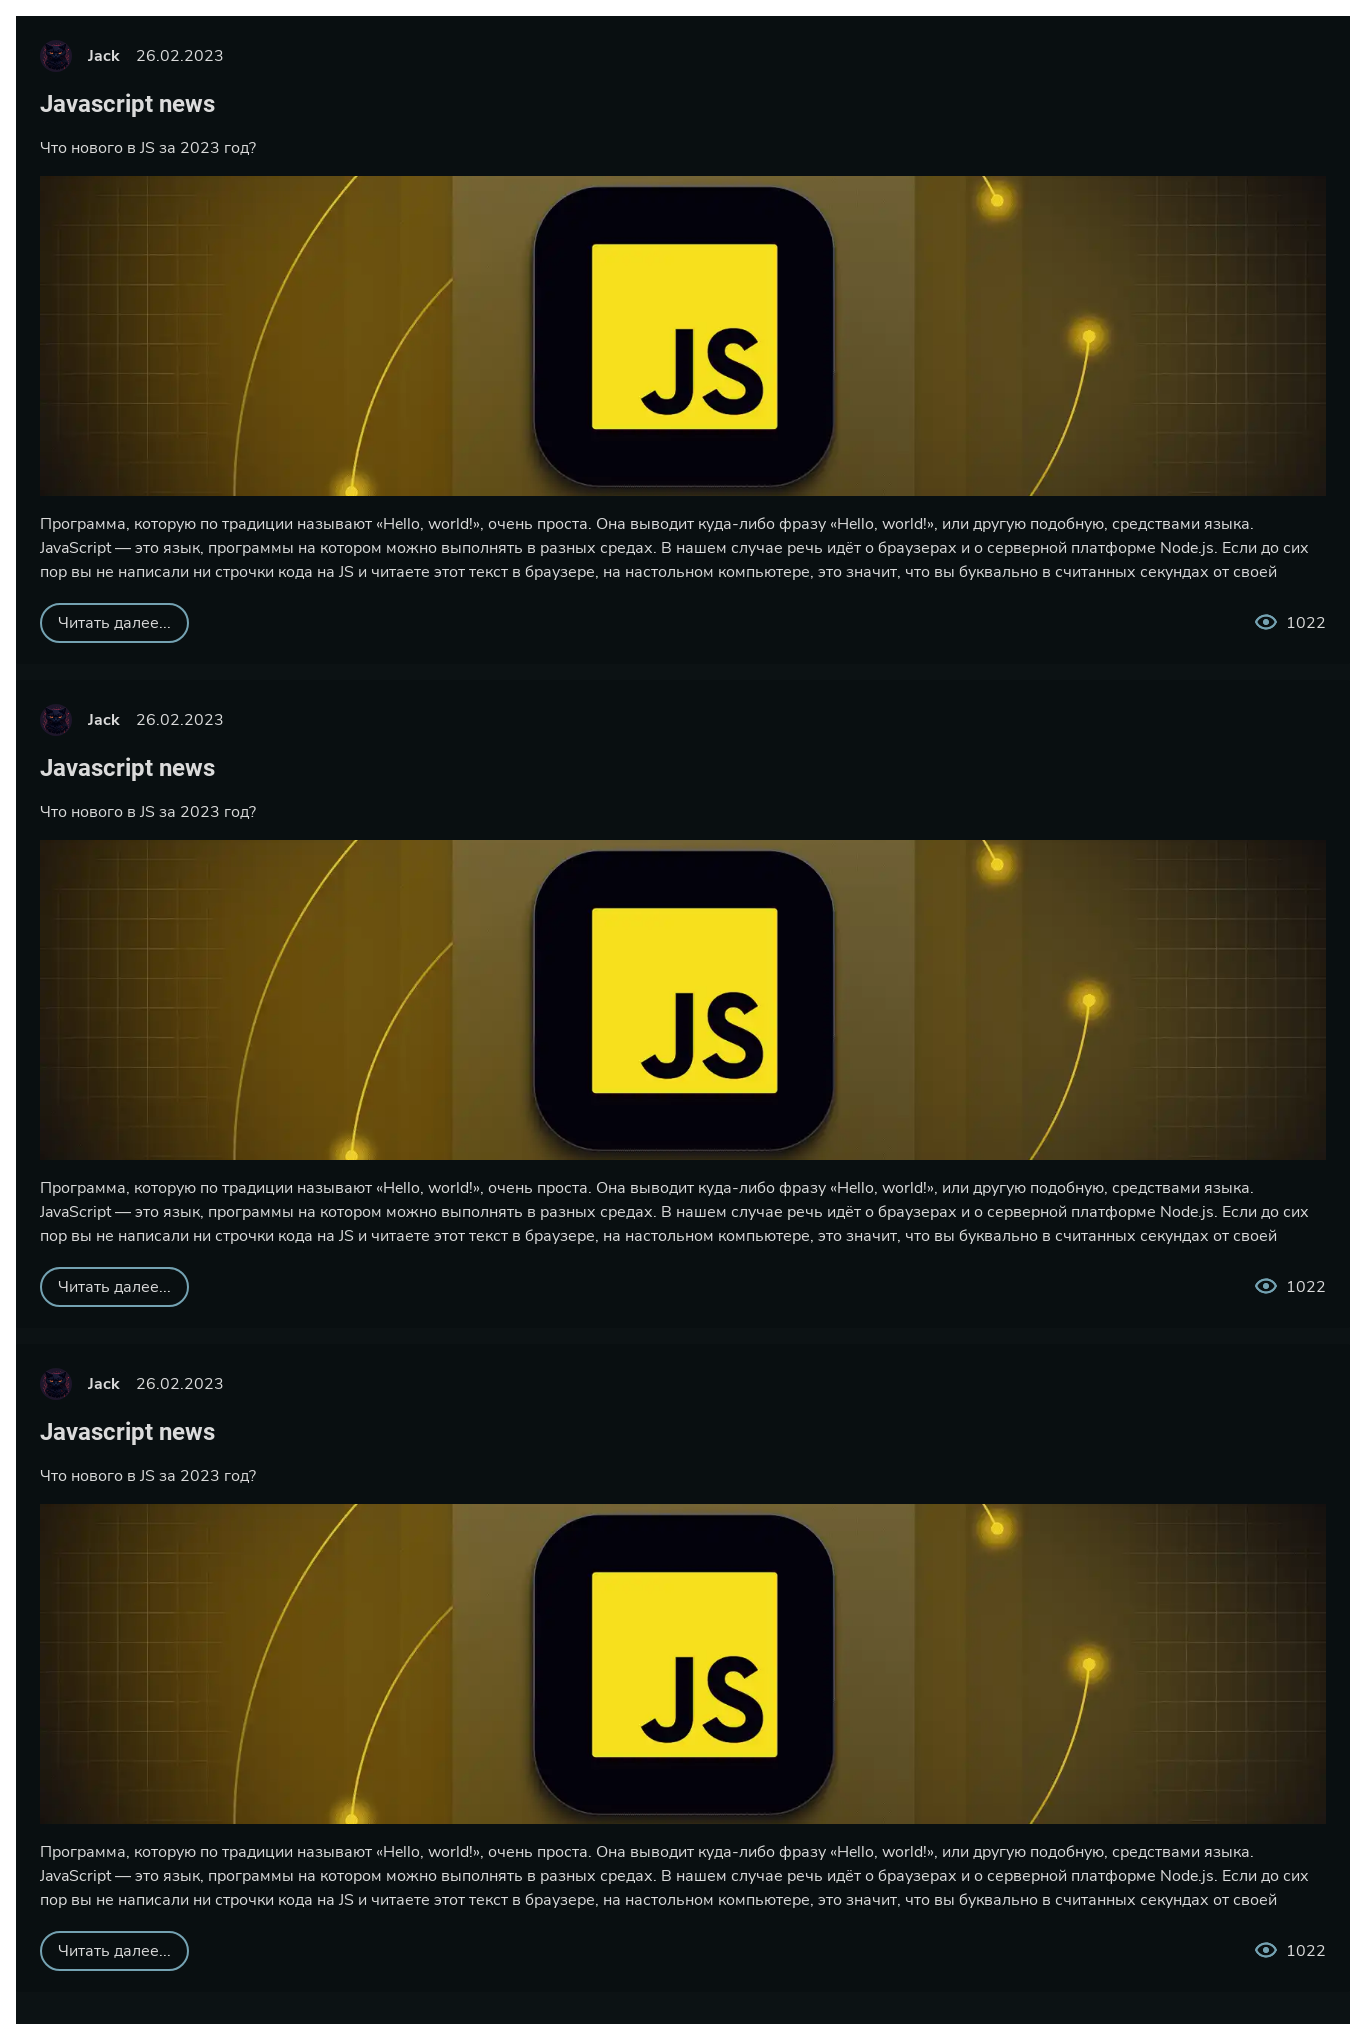 Jack 26.02.2023
Javascript news
Что нового в JS за 2023 год?
JS
Программа, которую по традиции называют «Hello, world!», очень проста. Она выводит куда-либо фразу «Hello, world!», или другую подобную, средствами языка.
JavaScript — это язык, программы на котором можно выполнять в разных средах. В нашем случае речь идёт о браузерах и о серверной платформе Node.js. Если до сих
пор вы не написали ни строчки кода на JS и читаете этот текст в браузере, на настольном компьютере, это значит, что вы буквально в считанных секундах от своей
Читать далее... 1022
Jack 26.02.2023
Javascript news
Что нового в JS за 2023 год?
JS
Программа, которую по традиции называют «Hello, world!», очень проста. Она выводит куда-либо фразу «Hello, world!», или другую подобную, средствами языка.
JavaScript — это язык, программы на котором можно выполнять в разных средах. В нашем случае речь идёт о браузерах и о серверной платформе Node.js. Если до сих
пор вы не написали ни строчки кода на JS и читаете этот текст в браузере, на настольном компьютере, это значит, что вы буквально в считанных секундах от своей
Читать далее... 1022
Jack 26.02.2023
Javascript news
Что нового в JS за 2023 год?
JS
Программа, которую по традиции называют «Hello, world!», очень проста. Она выводит куда-либо фразу «Hello, world!», или другую подобную, средствами языка.
JavaScript — это язык, программы на котором можно выполнять в разных средах. В нашем случае речь идёт о браузерах и о серверной платформе Node.js. Если до сих
пор вы не написали ни строчки кода на JS и читаете этот текст в браузере, на настольном компьютере, это значит, что вы буквально в считанных секундах от своей
Читать далее... 1022